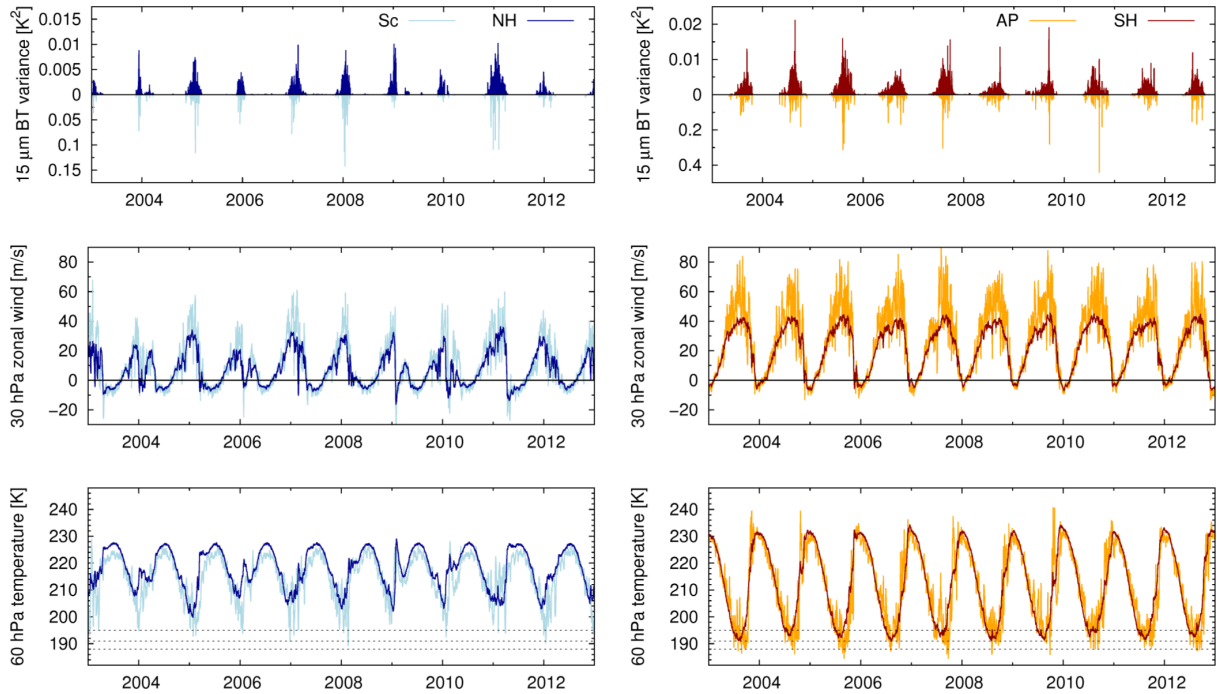 Sc NH
15 μm BT variance [K²]
0.015
0.01
0.005
0
0.05
0.1
0.15
2004 2006 2008 2010 2012
AP SH
15 μm BT variance [K²]
0.02
0.01
0
0.2
0.4
2004 2006 2008 2010 2012
30 hPa zonal wind [m/s]
80
60
40
20
0
−20
2004 2006 2008 2010 2012
30 hPa zonal wind [m/s]
80
60
40
20
0
−20
2004 2006 2008 2010 2012
60 hPa temperature [K]
240
230
220
210
200
190
2004 2006 2008 2010 2012
60 hPa temperature [K]
240
230
220
210
200
190
2004 2006 2008 2010 2012